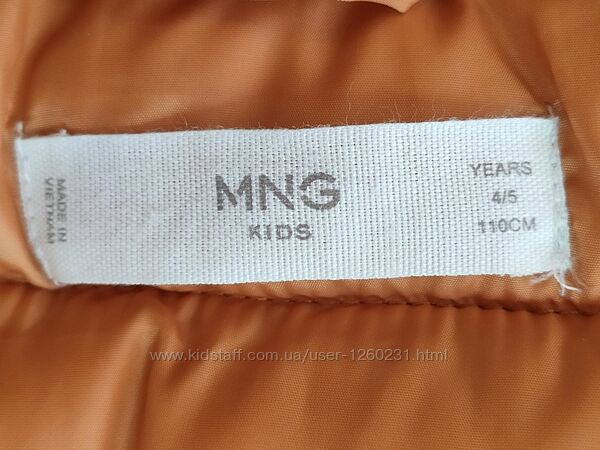 MADE IN
VIETNAM
MNG
KIDS
YEARS
4/5
110CM
www.kidstaff.com.ua/user-1260231.html